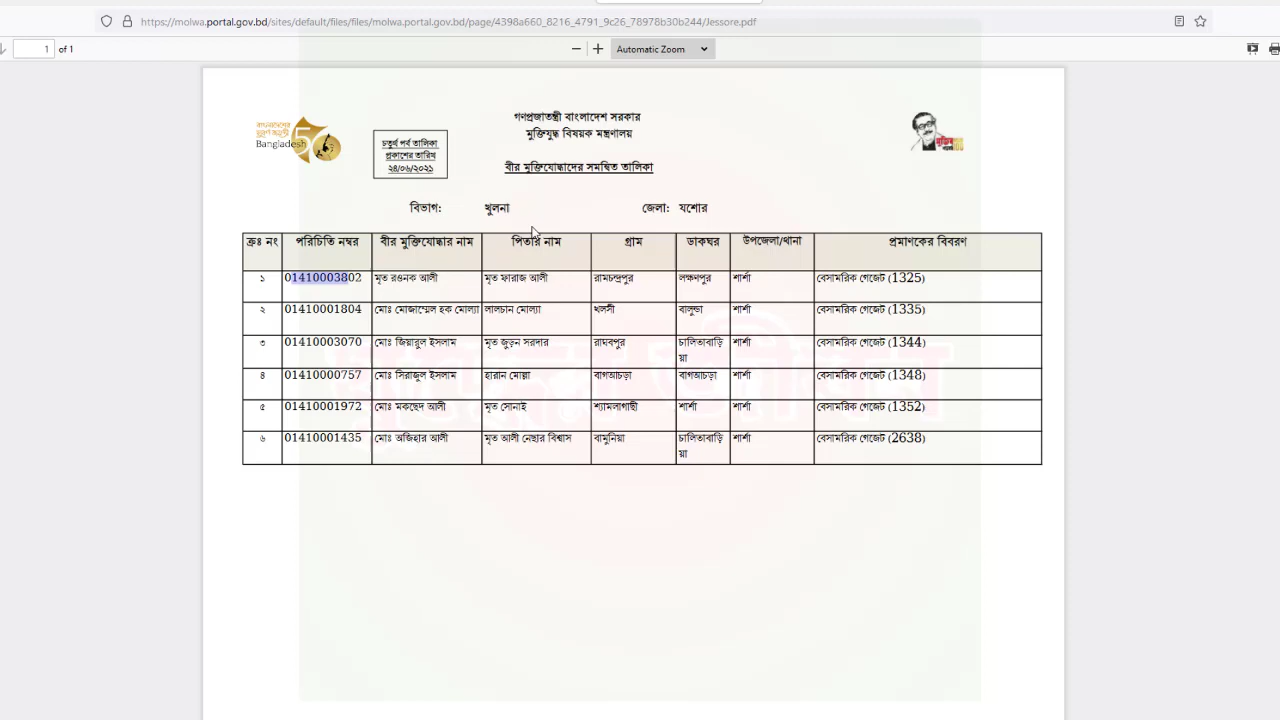 https://molwa.portal.gov.bd/sites/default/files/files/molwa.portal.gov.bd/page/4398a660_8216_4791_9c26_78978b30b244/Jessore.pdf
1 of 1
Automatic Zoom
গণপ্রজাতন্ত্রী বাংলাদেশ সরকার
মুক্তিযুদ্ধ বিষয়ক মন্ত্রণালয়
Bangladesh 50
চতুর্থ পর্ব তালিকা
প্রকাশের তারিখ
২৪/০৬/২০২১
বীর মুক্তিযোদ্ধাদের সমন্বিত তালিকা
বিভাগ: খুলনা জেলা: যশোর
ক্রঃ নং পরিচিতি নম্বর বীর মুক্তিযোদ্ধার নাম পিতার নাম গ্রাম ডাকঘর উপজেলা/থানা প্রমাণকের বিবরণ
১ 01410003802 মৃত রওনক আলী মৃত ফারাজ আলী রামচন্দ্রপুর লক্ষণপুর শার্শা বেসামরিক গেজেট (1325)
২ 01410001804 মোঃ মোজাম্মেল হক মোল্যা লালচান মোল্যা খলসী বালুন্ডা শার্শা বেসামরিক গেজেট (1335)
৩ 01410003070 মোঃ জিয়ারুল ইসলাম মৃত জুড়ন সরদার রাঘবপুর চালিতাবাড়ি শার্শা বেসামরিক গেজেট (1344)
য়া
৪ 01410000757 মোঃ সিরাজুল ইসলাম হারান মোল্লা বাগআচড়া বাগআচড়া শার্শা বেসামরিক গেজেট (1348)
৫ 01410001972 মোঃ মকছেদ আলী মৃত সোনাই শ্যামলাগাছী শার্শা শার্শা বেসামরিক গেজেট (1352)
৬ 01410001435 মোঃ অজিহার আলী মৃত আলী নেছার বিশ্বাস বামুনিয়া চালিতাবাড়ি শার্শা বেসামরিক গেজেট (2638)
য়া